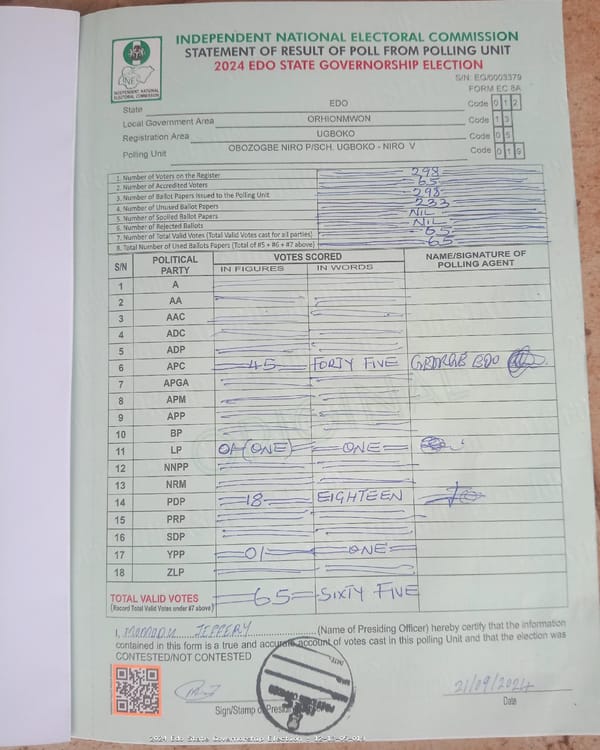 INDEPENDENT NATIONAL ELECTORAL COMMISSION
STATEMENT OF RESULT OF POLL FROM POLLING UNIT
2024 EDO STATE GOVERNORSHIP ELECTION
INDEPENDENT NATIONAL
ELECTORAL COMMISSION
S/N: EG/0003379
FORM EC 8A
State EDO Code 0 1 2
Local Government Area ORHIONMWON Code 1 3
Registration Area UGBOKO Code 0 5
Polling Unit OBOZOGBE NIRO P/SCH. UGBOKO - NIRO V Code 0 1 9
1. Number of Voters on the Register 298
2. Number of Accredited Voters 65
3. Number of Ballot Papers Issued to the Polling Unit 298
4. Number of Unused Ballot Papers 233
5. Number of Spoiled Ballot Papers NIL
6. Number of Rejected Ballots NIL
7. Number of Total Valid Votes (Total Valid Votes cast for all parties) 65
8. Total Number of Used Ballots Papers (Total of #5 + #6 + #7 above) 65
S/N POLITICAL PARTY VOTES SCORED NAME/SIGNATURE OF POLLING AGENT
IN FIGURES IN WORDS
1 A
2 AA
3 AAC
4 ADC
5 ADP
6 APC 45 FORTY FIVE GEORGE EDO
7 APGA
8 APM
9 APP
10 BP
11 LP 01 (ONE) ONE
12 NNPP
13 NRM
14 PDP 18 EIGHTEEN
15 PRP
16 SDP
17 YPP 01 ONE
18 ZLP
TOTAL VALID VOTES 65 SIXTY FIVE
(Record Total Valid Votes under #7 above)
I, MOMODU JEFFERY (Name of Presiding Officer) hereby certify that the information
contained in this form is a true and accurate account of votes cast in this polling Unit and that the election was
CONTESTED/NOT CONTESTED
21/09/2024
Sign/Stamp of Presi
Date
2024 Edo State Governorship Election - 12-13-05-019